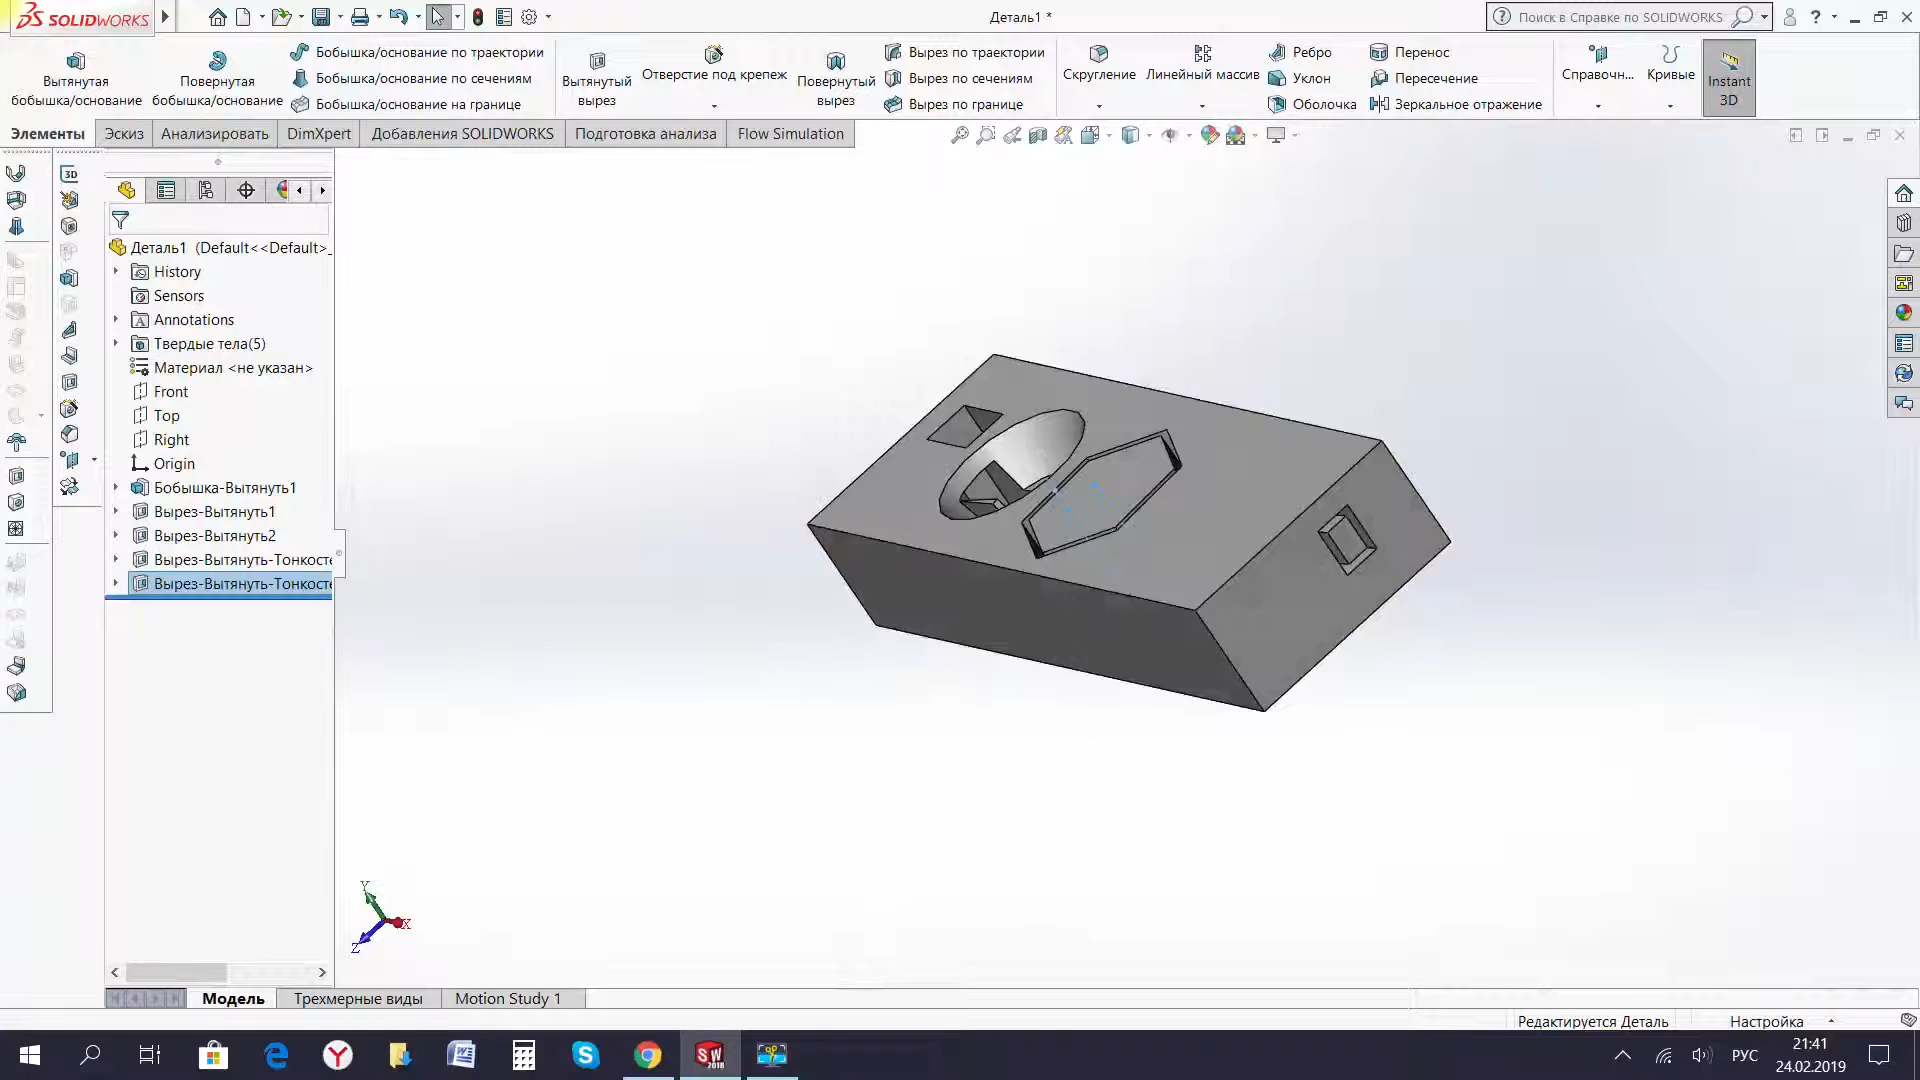 SOLIDWORKS
Деталь1 *
Поиск в Справке по SOLIDWORKS
Вытянутая бобышка/основание
Повернутая бобышка/основание
Бобышка/основание по траектории
Бобышка/основание по сечениям
Бобышка/основание на границе
Вытянутый вырез
Отверстие под крепеж
Повернутый вырез
Вырез по траектории
Вырез по сечениям
Вырез по границе
Скругление
Линейный массив
Ребро
Уклон
Оболочка
Перенос
Пересечение
Зеркальное отражение
Справочн...
Кривые
Instant 3D
Элементы
Эскиз
Анализировать
DimXpert
Добавления SOLIDWORKS
Подготовка анализа
Flow Simulation
3D
Деталь1 (Default<<Default>_
History
Sensors
Annotations
Твердые тела(5)
Материал <не указан>
Front
Top
Right
Origin
Бобышка-Вытянуть1
Вырез-Вытянуть1
Вырез-Вытянуть2
Вырез-Вытянуть-Тонкосте
Вырез-Вытянуть-Тонкосте
Y
X
Z
Модель
Трехмерные виды
Motion Study 1
Редактируется Деталь
Настройка
SW
2018
РУС
21:41
24.02.2019